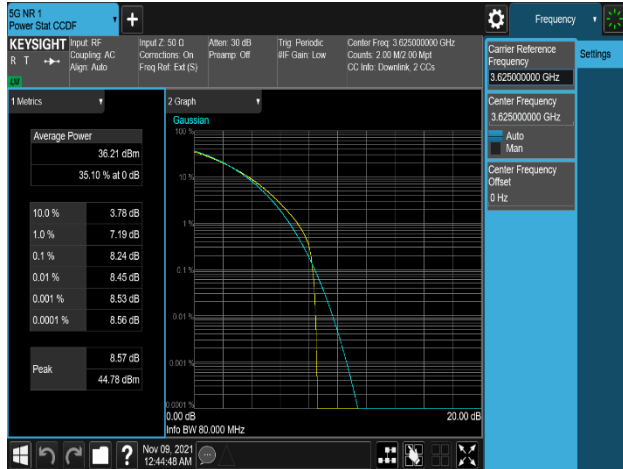 5G NR 1
Power Stat CCDF
Frequency
KEYSIGHT
R T
Input: RF
Coupling: AC
Align: Auto
Input Z: 50 Ω
Corrections: On
Freq Ref: Ext (S)
Atten: 30 dB
Preamp: Off
Trig: Periodic
#IF Gain: Low
Center Freq: 3.625000000 GHz
Counts: 2.00 M/2.00 Mpt
CC Info: Downlink, 2 CCs
1 Metrics
Average Power
36.21 dBm
35.10 % at 0 dB
10.0 % 3.78 dB
1.0 % 7.19 dB
0.1 % 8.24 dB
0.01 % 8.45 dB
0.001 % 8.53 dB
0.0001 % 8.56 dB
Peak
8.57 dB
44.78 dBm
2 Graph
Gaussian
100 %
10 %
1 %
0.1 %
0.01 %
0.001 %
0.0001 %
0.00 dB
20.00 dB
Info BW 80.000 MHz
Carrier Reference
Frequency
3.625000000 GHz
Center Frequency
3.625000000 GHz
Auto
Man
Center Frequency
Offset
0 Hz
Settings
?
Nov 09, 2021
12:44:48 AM